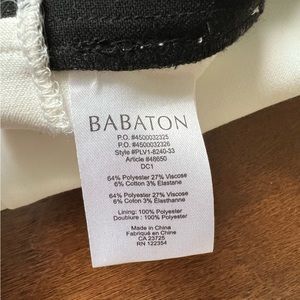 BABATON
P.O. #4500032325
P.O. #4500032326
Style #PLV1-8240-33
Article #48650
DC1
64% Polyester 27% Viscose
6% Cotton 3% Elastane
64% Polyester 27% Viscose
6% Cotton 3% Élasthanne
Lining: 100% Polyester
Doublure : 100% Polyester
Made in China
Fabriqué en Chine
CA 23725
RN 122354